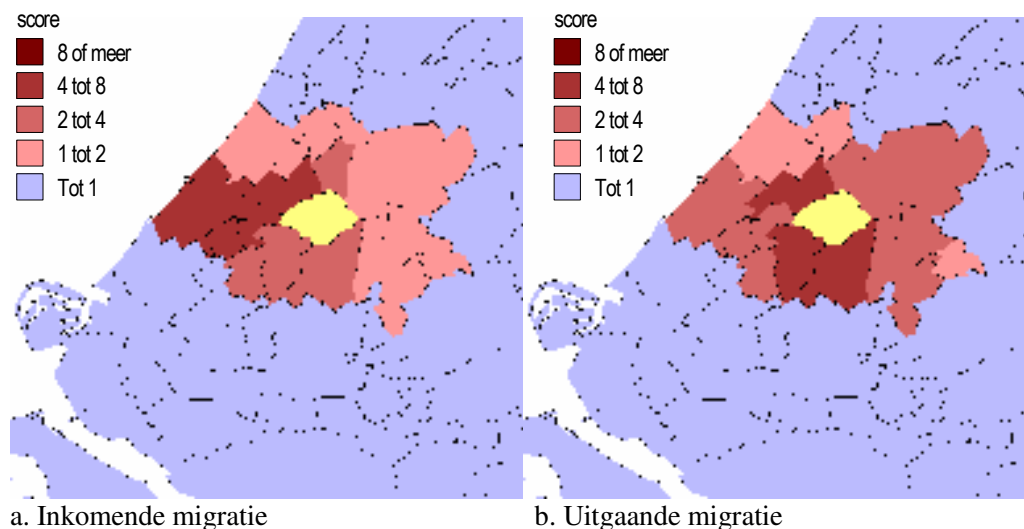 score
8 of meer
4 tot 8
2 tot 4
1 tot 2
Tot 1
score
8 of meer
4 tot 8
2 tot 4
1 tot 2
Tot 1
a. Inkomende migratie
b. Uitgaande migratie